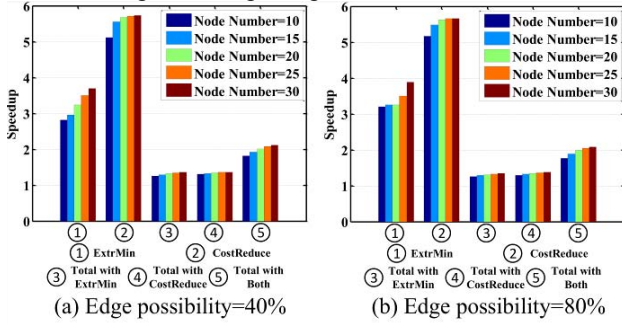 6
5
4
3
2
1
0
Speedup
Node Number=10
Node Number=15
Node Number=20
Node Number=25
Node Number=30
① ② ③ ④ ⑤
① ExtrMin ② CostReduce
③ Total with ExtrMin ④ Total with CostReduce ⑤ Total with Both
(a) Edge possibility=40%
6
5
4
3
2
1
0
Speedup
Node Number=10
Node Number=15
Node Number=20
Node Number=25
Node Number=30
① ② ③ ④ ⑤
① ExtrMin ② CostReduce
③ Total with ExtrMin ④ Total with CostReduce ⑤ Total with Both
(b) Edge possibility=80%